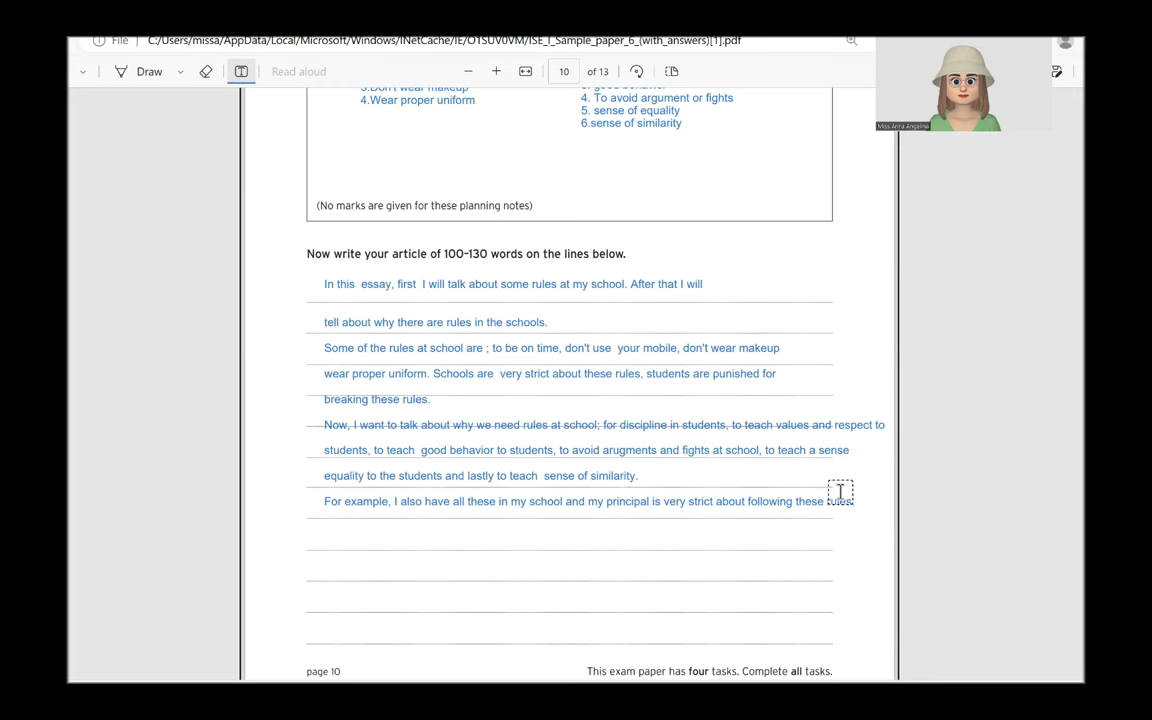 File C:/Users/missa/AppData/Local/Microsoft/Windows/INetCache/IE/O1SUV0VM/ISE_I_Sample_paper_6_(with_answers)[1].pdf
Draw Read aloud 10 of 13
3.Don't wear makeup
4.Wear proper uniform
4. To avoid argument or fights
5. sense of equality
6.sense of similarity
Miss Anna Angelina
(No marks are given for these planning notes)
Now write your article of 100–130 words on the lines below.
In this essay, first I will talk about some rules at my school. After that I will
tell about why there are rules in the schools.
Some of the rules at school are ; to be on time, don't use your mobile, don't wear makeup
wear proper uniform. Schools are very strict about these rules, students are punished for
breaking these rules.
Now, I want to talk about why we need rules at school; for discipline in students, to teach values and respect to
students, to teach good behavior to students, to avoid arugments and fights at school, to teach a sense
equality to the students and lastly to teach sense of similarity.
For example, I also have all these in my school and my principal is very strict about following these rules.
page 10
This exam paper has four tasks. Complete all tasks.